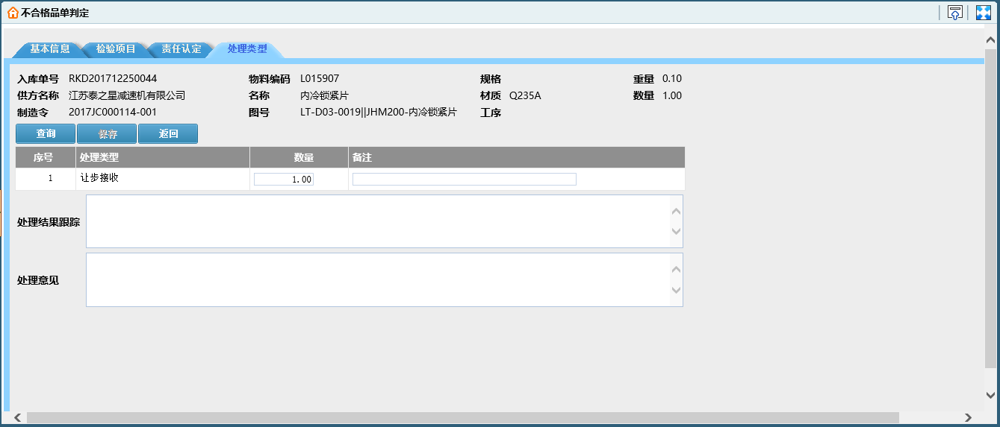 不合格品单判定
基本信息 检验项目 责任认定 处理类型
入库单号 RKD201712250044 物料编码 L015907 规格 重量 0.10
供方名称 江苏泰之星减速机有限公司 名称 内冷锁紧片 材质 Q235A 数量 1.00
制造令 2017JC000114-001 图号 LT-D03-0019||JHM200-内冷锁紧片 工序
查询 保存 返回
序号 处理类型 数量 备注
1 让步接收 1.00
处理结果跟踪
处理意见